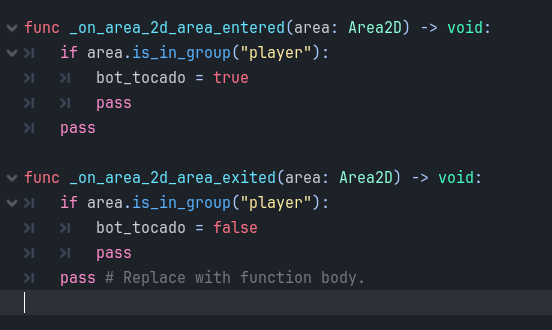 func _on_area_2d_area_entered(area: Area2D) -> void:
if area.is_in_group("player"):
bot_tocado = true
pass
pass
func _on_area_2d_area_exited(area: Area2D) -> void:
if area.is_in_group("player"):
bot_tocado = false
pass
pass # Replace with function body.